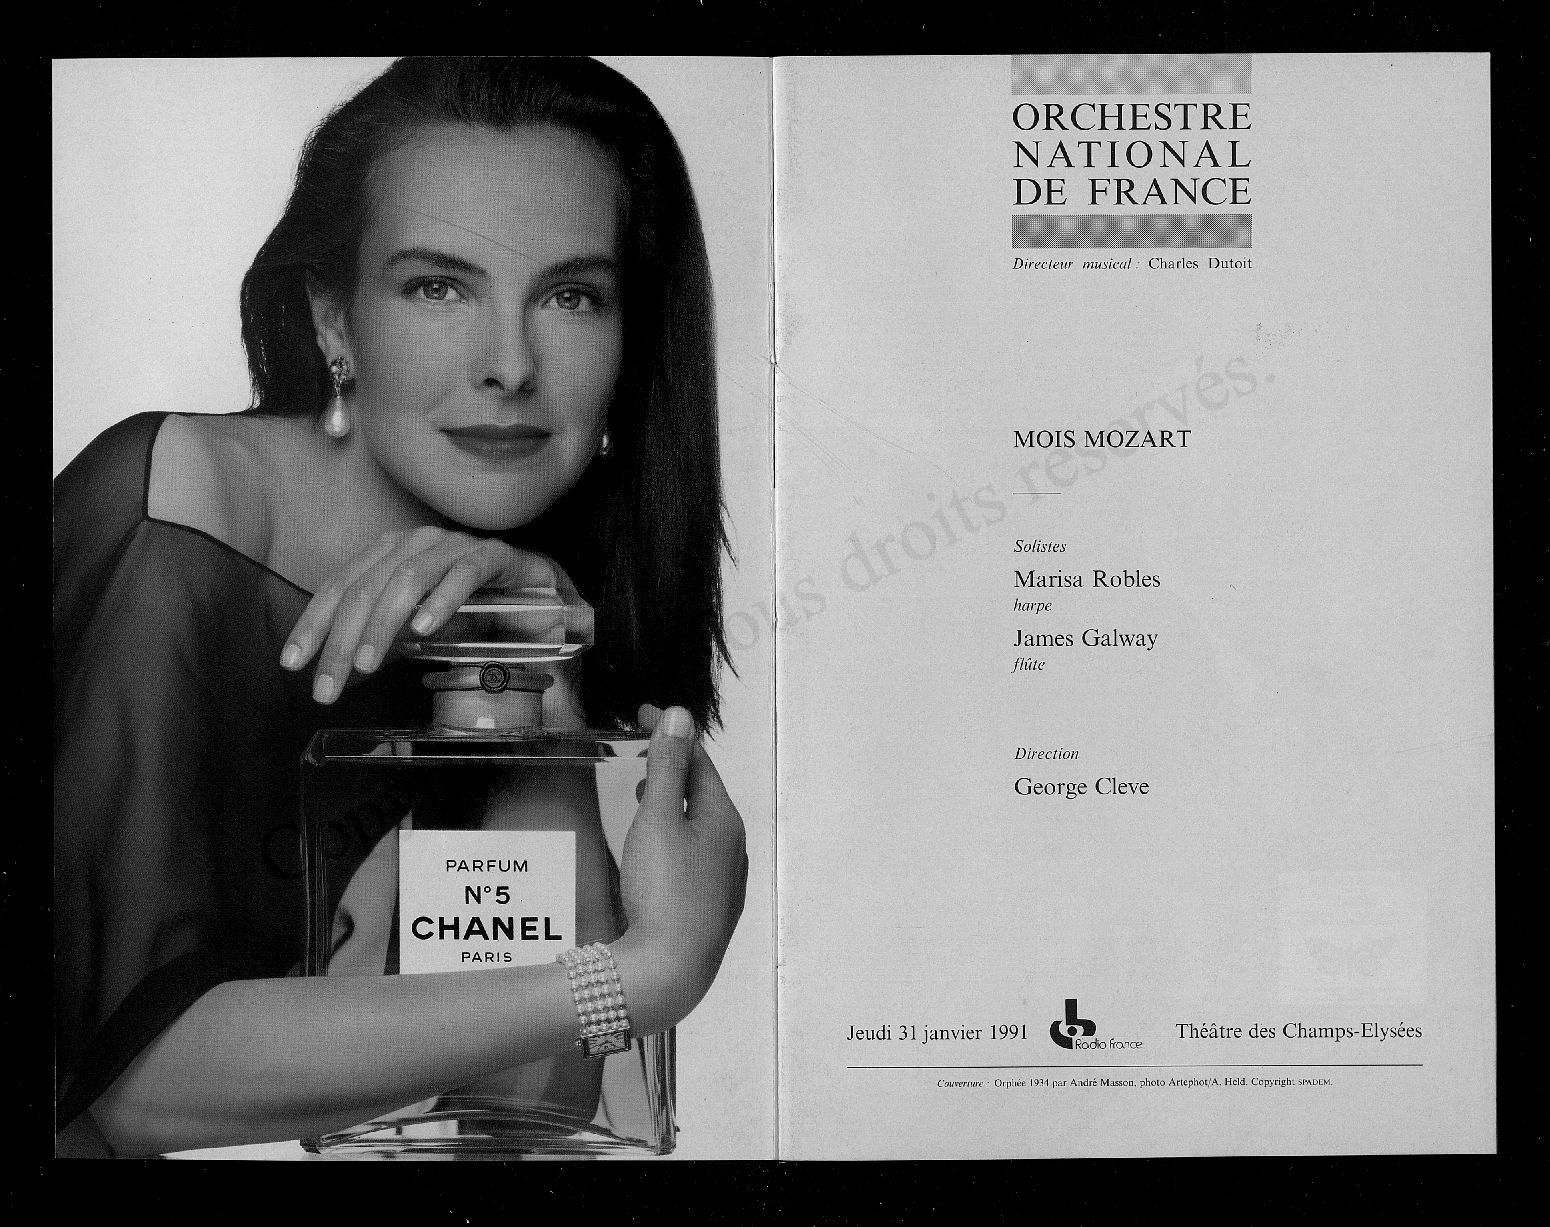 PARFUM
N°5
CHANEL
PARIS
ORCHESTRE
NATIONAL
DE FRANCE
Directeur musical : Charles Dutoit
MOIS MOZART
Solistes
Marisa Robles
harpe
James Galway
flûte
Direction
George Cleve
Jeudi 31 janvier 1991
Radio France
Théâtre des Champs-Elysées
Couverture : Orphée 1934 par André Masson, photo Artephot/A. Held. Copyright SPADEM.
droits réservés.